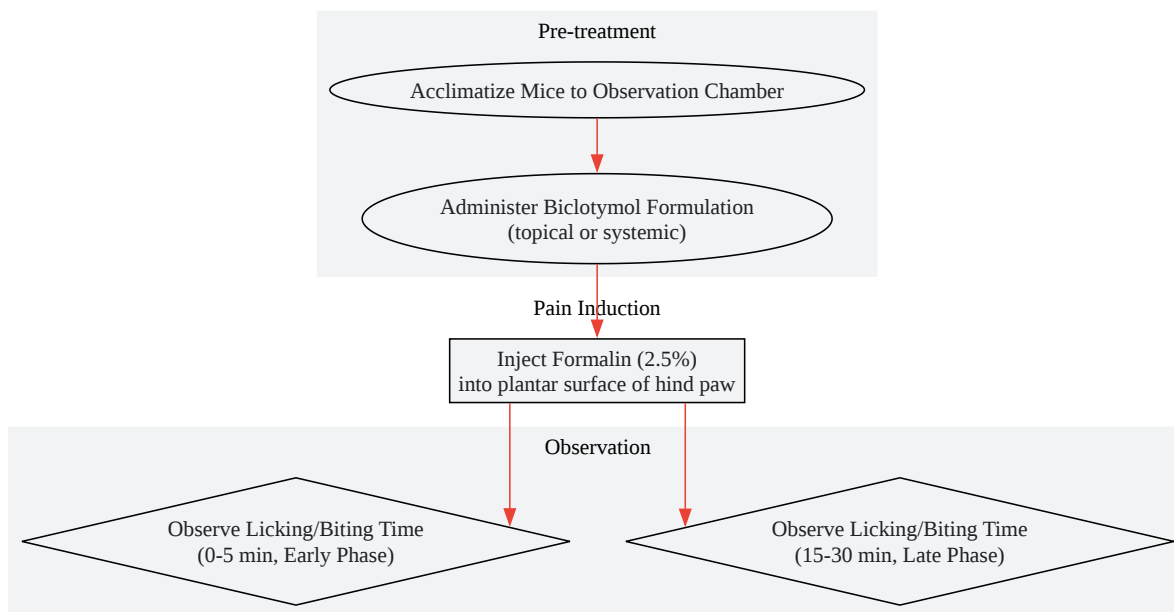 Pre-treatment
Acclimatize Mice to Observation Chamber
Administer Biclotymol Formulation
(topical or systemic)
Pain Induction
Inject Formalin (2.5%)
into plantar surface of hind paw
Observation
Observe Licking/Biting Time
(0-5 min, Early Phase)
Observe Licking/Biting Time
(15-30 min, Late Phase)